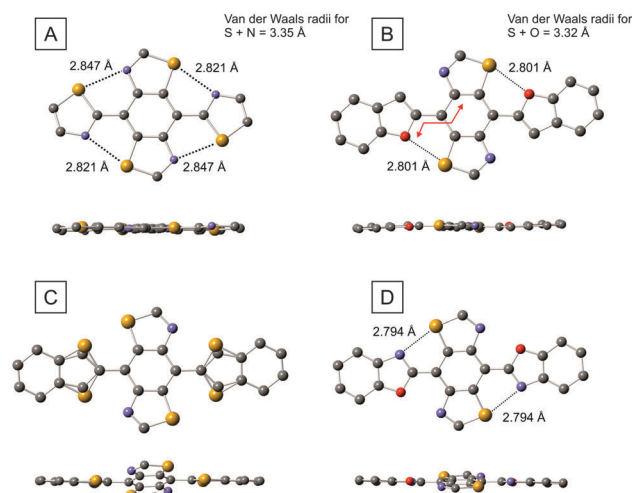 A
Van der Waals radii for
S + N = 3.35 Å
2.847 Å
2.821 Å
2.821 Å
2.847 Å
B
Van der Waals radii for
S + O = 3.32 Å
2.801 Å
2.801 Å
C
D
2.794 Å
2.794 Å